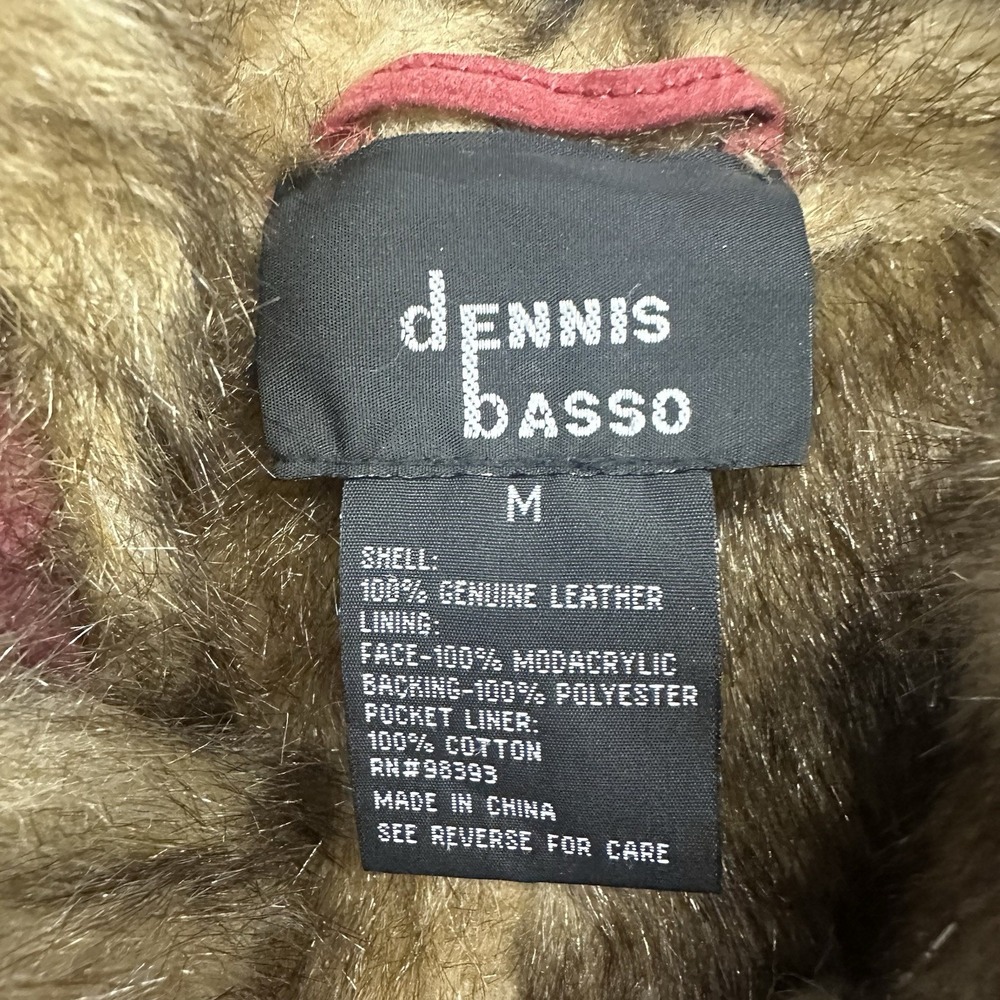 dENNIS
bASSO
M
SHELL:
100% GENUINE LEATHER
LINING:
FACE-100% MODACRYLIC
BACKING-100% POLYESTER
POCKET LINER:
100% COTTON
RN#98393
MADE IN CHINA
SEE REVERSE FOR CARE